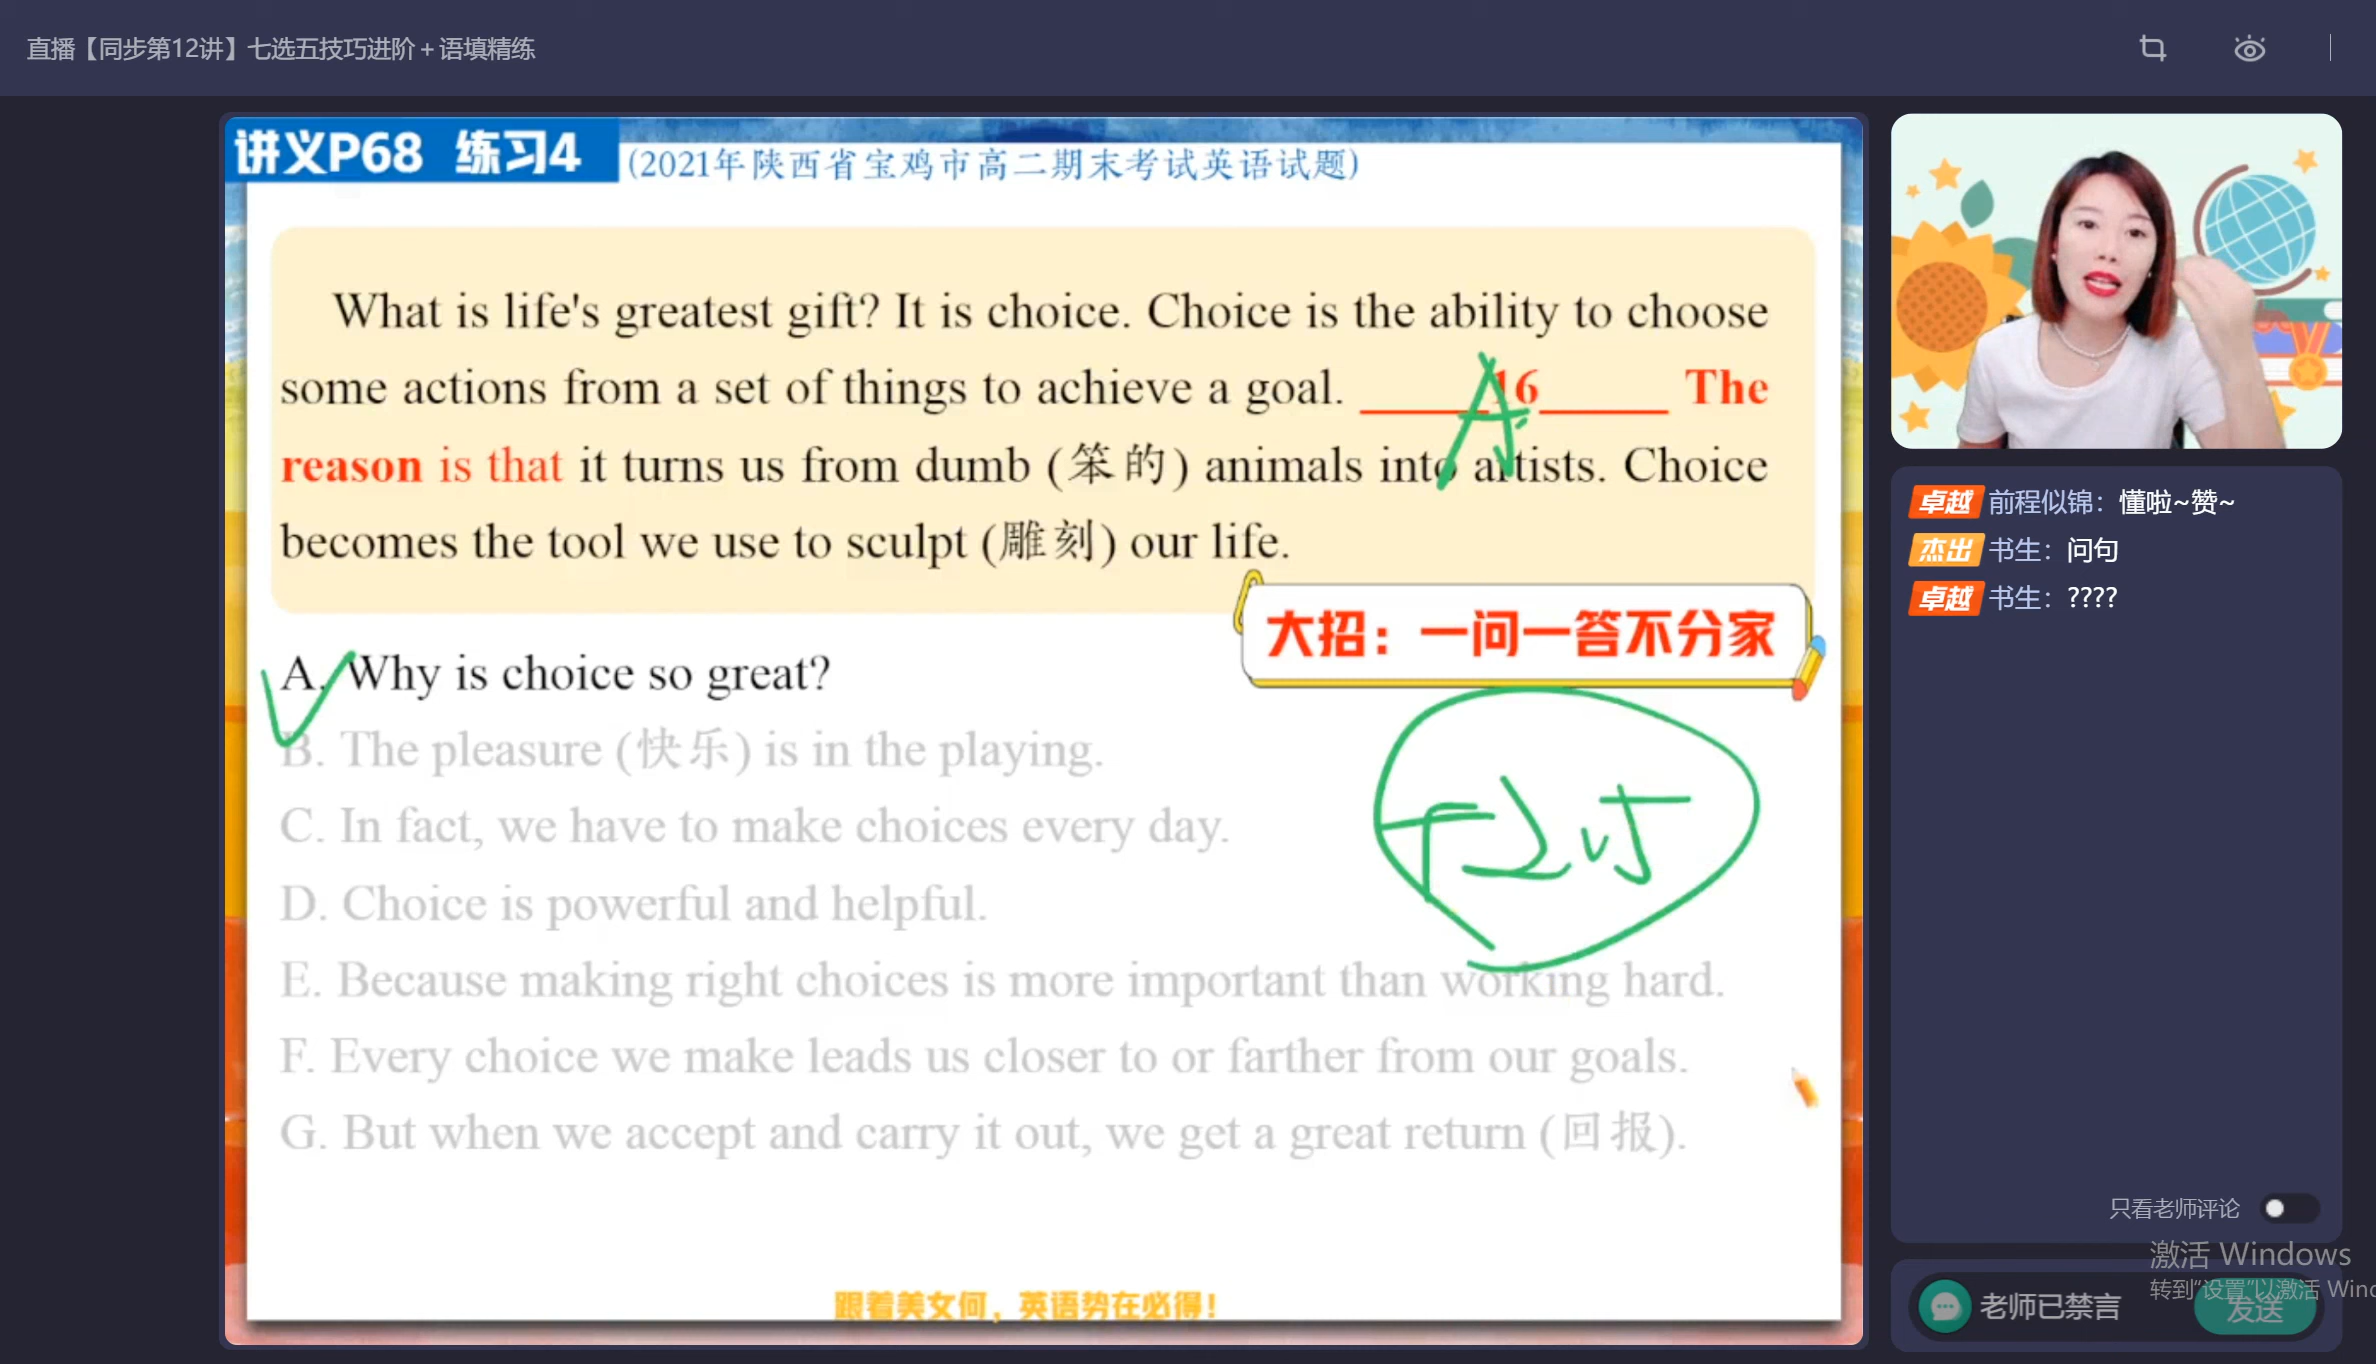 直播【同步第12讲】七选五技巧进阶＋语填精练
讲义P68 练习4
(2021年陕西省宝鸡市高二期末考试英语试题)
What is life's greatest gift? It is choice. Choice is the ability to choose
some actions from a set of things to achieve a goal. ____16____ The
reason is that it turns us from dumb (笨的) animals into artists. Choice
becomes the tool we use to sculpt (雕刻) our life.
A.
大招：一问一答不分家
A. Why is choice so great?
B. The pleasure (快乐) is in the playing.
C. In fact, we have to make choices every day.
D. Choice is powerful and helpful.
E. Because making right choices is more important than working hard.
F. Every choice we make leads us closer to or farther from our goals.
G. But when we accept and carry it out, we get a great return (回报).
跟着美女何，英语势在必得！
卓越 前程似锦：懂啦~赞~
杰出 书生：问句
卓越 书生：????
只看老师评论
激活 Windows
转到"设置"以激活 Winc
老师已禁言
发送